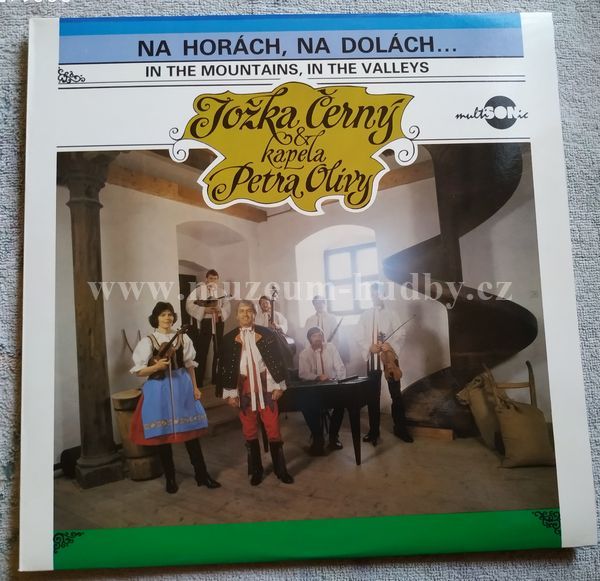 NA HORÁCH, NA DOLÁCH...
IN THE MOUNTAINS, IN THE VALLEYS
Jožka Černý
&
kapela
Petra Olivy
multiSONic
www.muzeum-hudby.cz